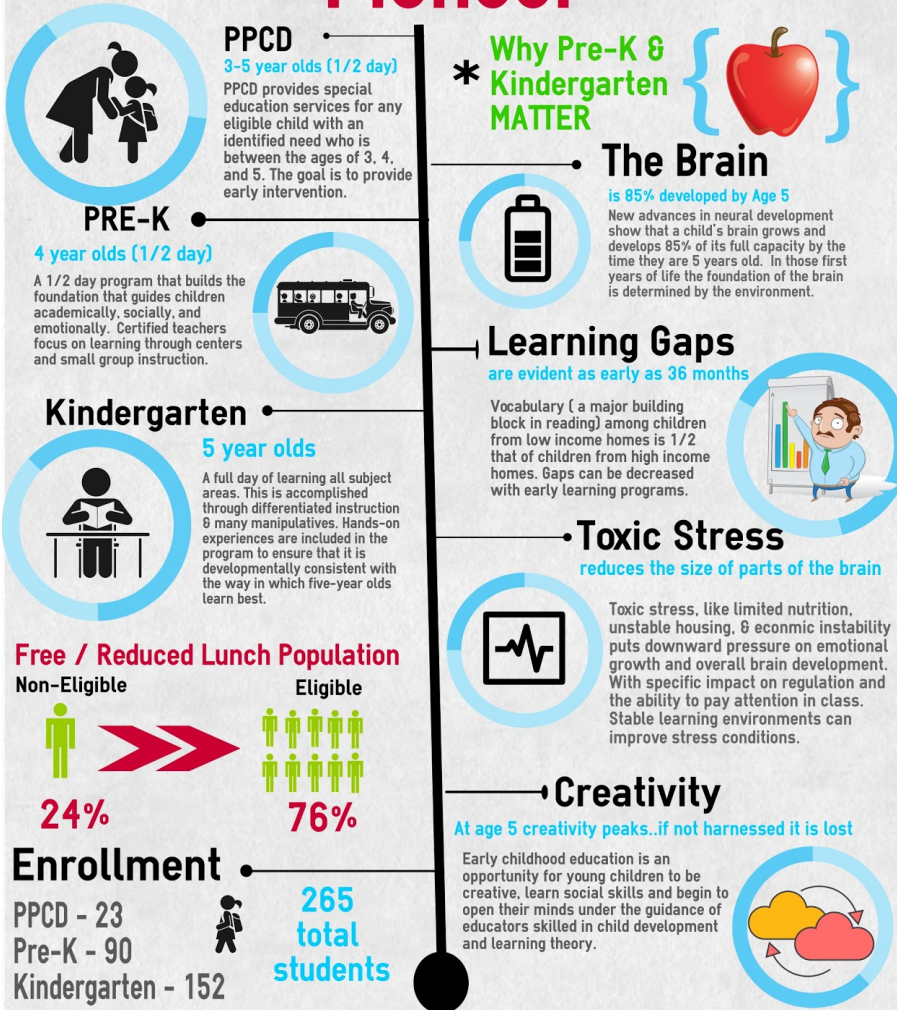 PPCD
3-5 year olds (1/2 day)
PPCD provides special
education services for any
eligible child with an
identified need who is
between the ages of 3, 4,
and 5. The goal is to provide
early intervention.
PRE-K
4 year olds (1/2 day)
A 1/2 day program that builds the
foundation that guides children
academically, socially, and
emotionally. Certified teachers
focus on learning through centers
and small group instruction.
Kindergarten
5 year olds
A full day of learning all subject
areas. This is accomplished
through differentiated instruction
& many manipulatives. Hands-on
experiences are included in the
program to ensure that it is
developmentally consistent with
the way in which five-year olds
learn best.
Free / Reduced Lunch Population
Non-Eligible
Eligible
24%
76%
Enrollment
PPCD - 23
Pre-K - 90
Kindergarten - 152
265
total
students
* Why Pre-K &
Kindergarten
MATTER
The Brain
is 85% developed by Age 5
New advances in neural development
show that a child's brain grows and
develops 85% of its full capacity by the
time they are 5 years old. In those first
years of life the foundation of the brain
is determined by the environment.
Learning Gaps
are evident as early as 36 months
Vocabulary ( a major building
block in reading) among children
from low income homes is 1/2
that of children from high income
homes. Gaps can be decreased
with early learning programs.
Toxic Stress
reduces the size of parts of the brain
Toxic stress, like limited nutrition,
unstable housing, & econmic instability
puts downward pressure on emotional
growth and overall brain development.
With specific impact on regulation and
the ability to pay attention in class.
Stable learning environments can
improve stress conditions.
Creativity
At age 5 creativity peaks..if not harnessed it is lost
Early childhood education is an
opportunity for young children to be
creative, learn social skills and begin to
open their minds under the guidance of
educators skilled in child development
and learning theory.